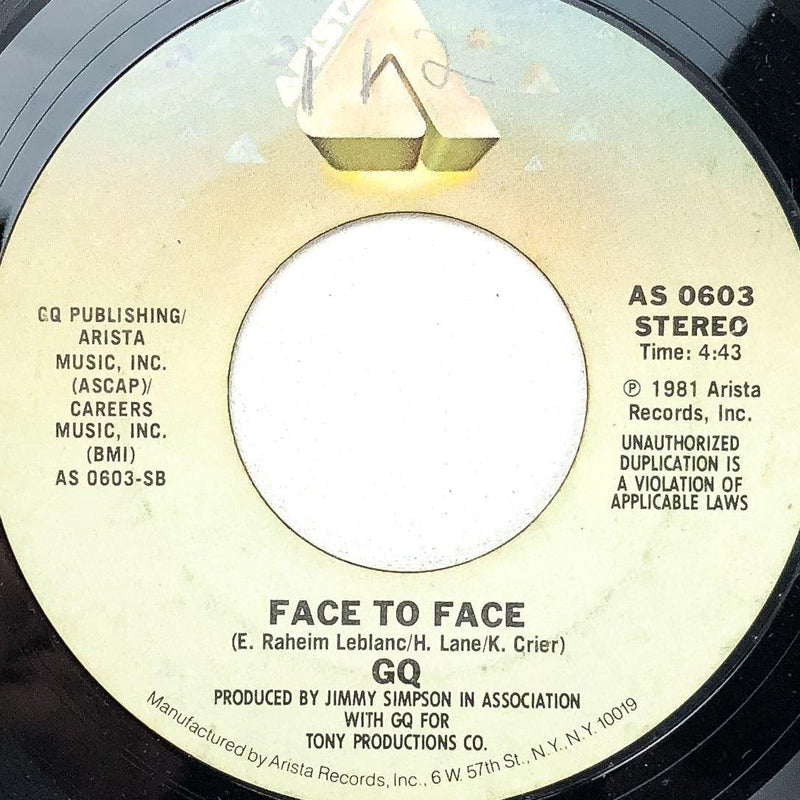 ARISTA
112
GQ PUBLISHING/
ARISTA
MUSIC, INC.
(ASCAP)/
CAREERS
MUSIC, INC.
(BMI)
AS 0603-SB
AS 0603
STEREO
Time: 4:43
℗ 1981 Arista
Records, Inc.
UNAUTHORIZED
DUPLICATION IS
A VIOLATION OF
APPLICABLE LAWS
FACE TO FACE
(E. Raheim Leblanc/H. Lane/K. Crier)
GQ
PRODUCED BY JIMMY SIMPSON IN ASSOCIATION
WITH GQ FOR
TONY PRODUCTIONS CO.
Manufactured by Arista Records, Inc., 6 W. 57th St., N.Y., N.Y. 10019